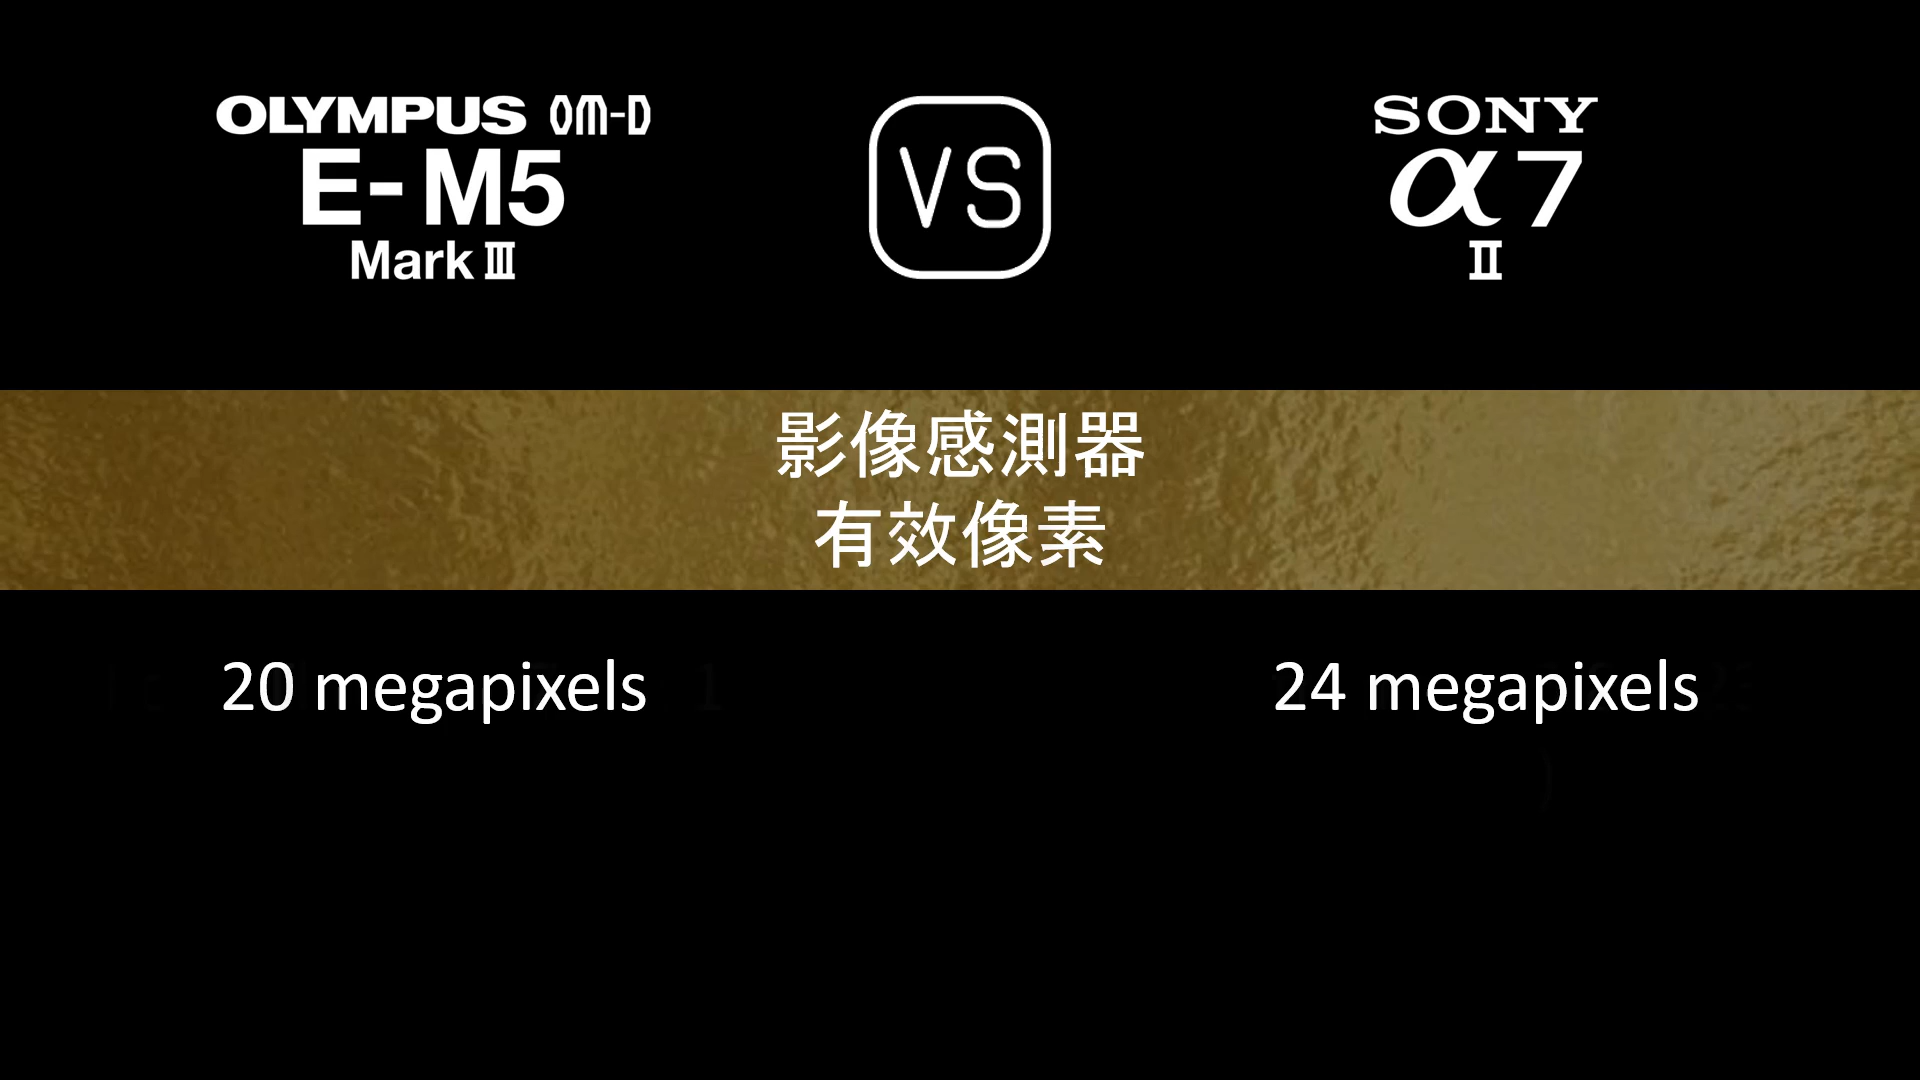 OLYMPUS OM-D
E-M5
Mark III
VS
SONY
α7
II
影像感測器
有效像素
20 megapixels
24 megapixels